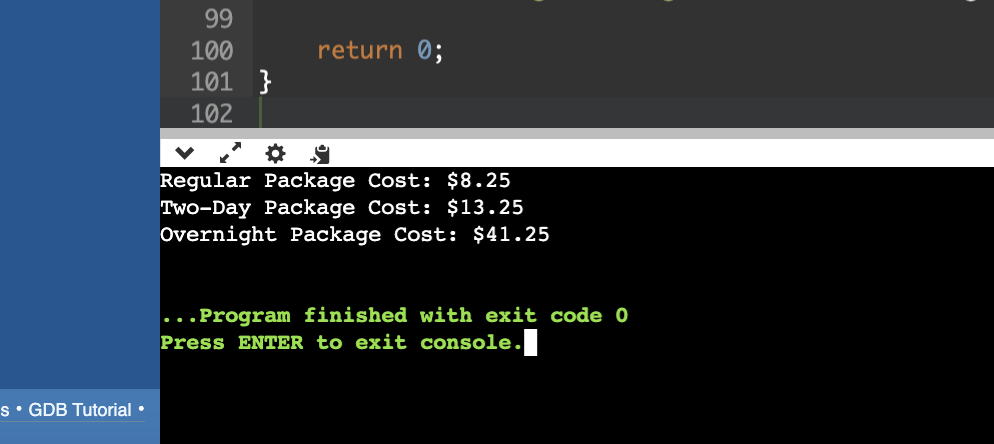 99
100 return 0;
101 }
102
Regular Package Cost: $8.25
Two-Day Package Cost: $13.25
Overnight Package Cost: $41.25
...Program finished with exit code 0
Press ENTER to exit console.
s • GDB Tutorial •